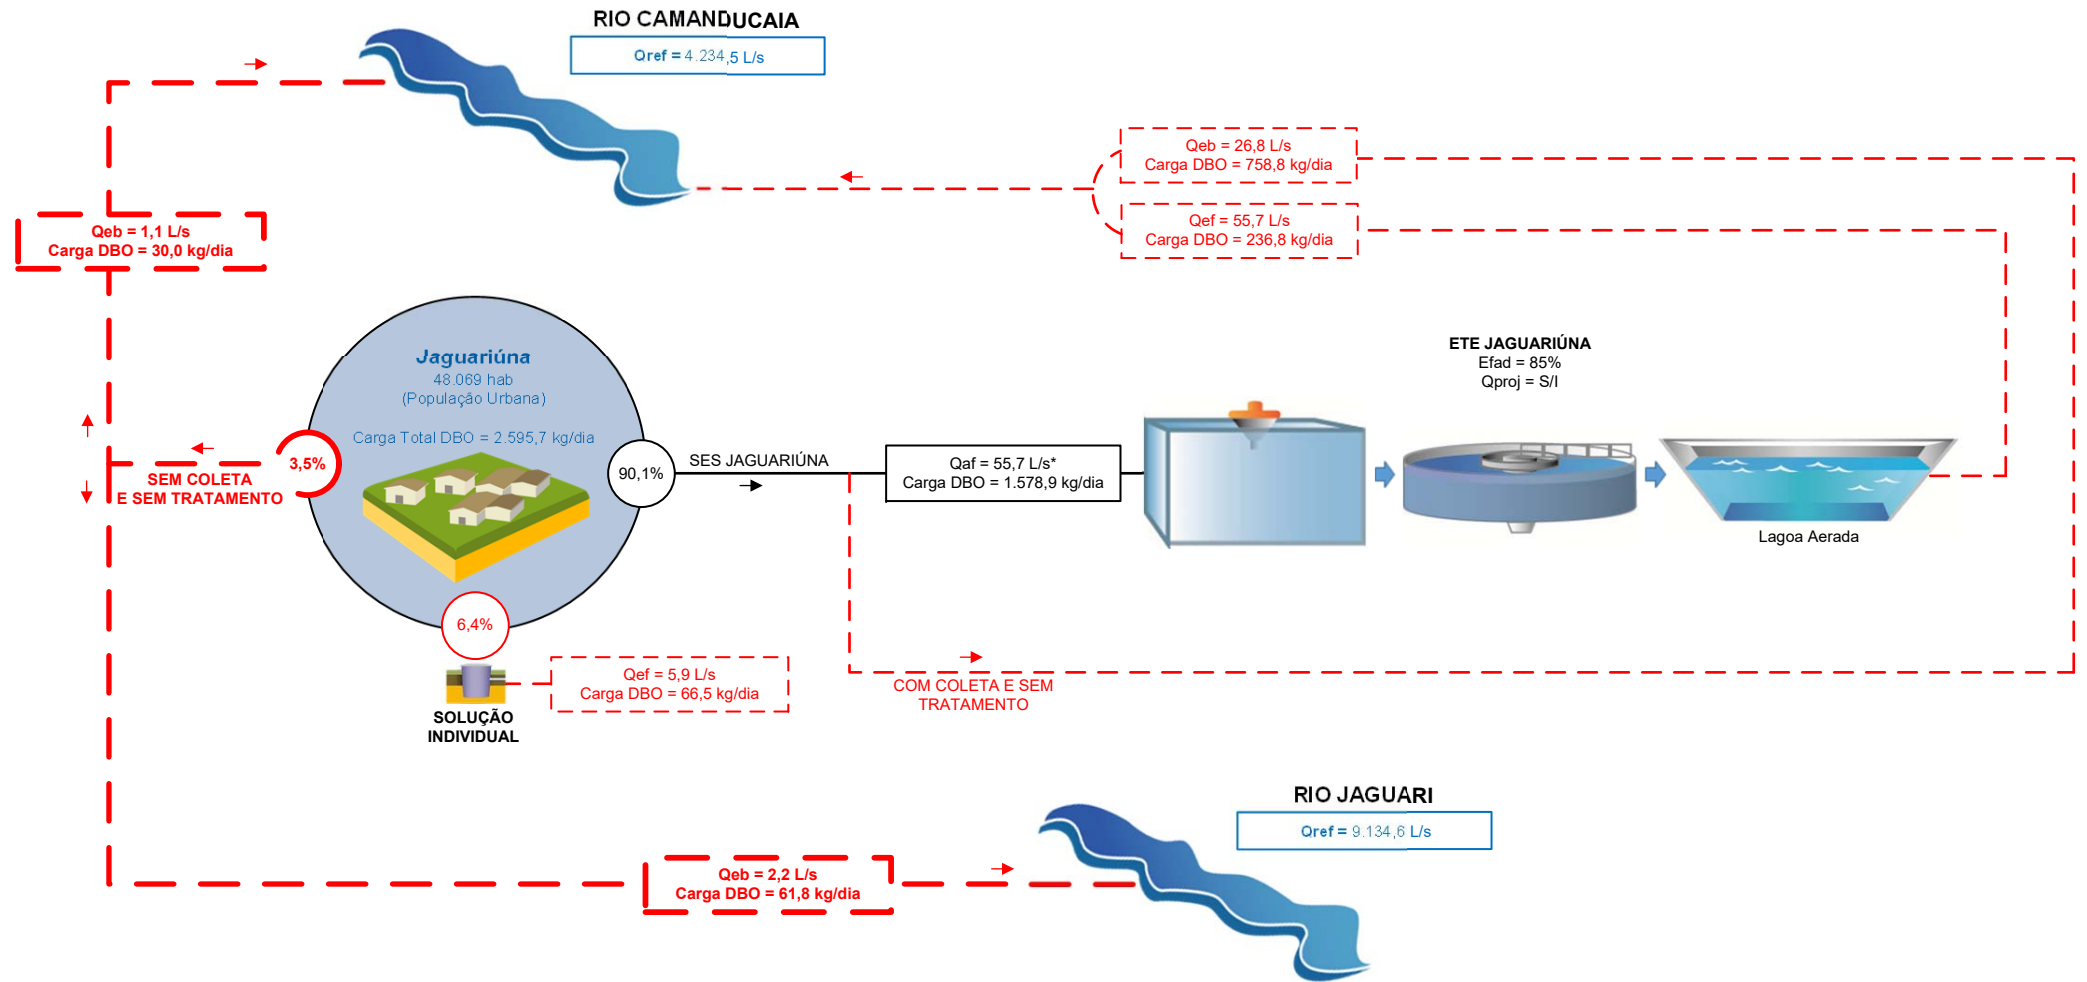 RIO CAMANDUCAIA
Qref = 4.234,5 L/s
Qeb = 26,8 L/s
Carga DBO = 758,8 kg/dia
Qef = 55,7 L/s
Carga DBO = 236,8 kg/dia
Qeb = 1,1 L/s
Carga DBO = 30,0 kg/dia
Jaguariúna
48.069 hab
(População Urbana)
Carga Total DBO = 2.595,7 kg/dia
3,5%
SEM COLETA
E SEM TRATAMENTO
90,1%
SES JAGUARIÚNA
Qaf = 55,7 L/s*
Carga DBO = 1.578,9 kg/dia
ETE JAGUARIÚNA
Efad = 85%
Qproj = S/I
Lagoa Aerada
6,4%
SOLUÇÃO
INDIVIDUAL
Qef = 5,9 L/s
Carga DBO = 66,5 kg/dia
COM COLETA E SEM
TRATAMENTO
RIO JAGUARI
Qref = 9.134,6 L/s
Qeb = 2,2 L/s
Carga DBO = 61,8 kg/dia